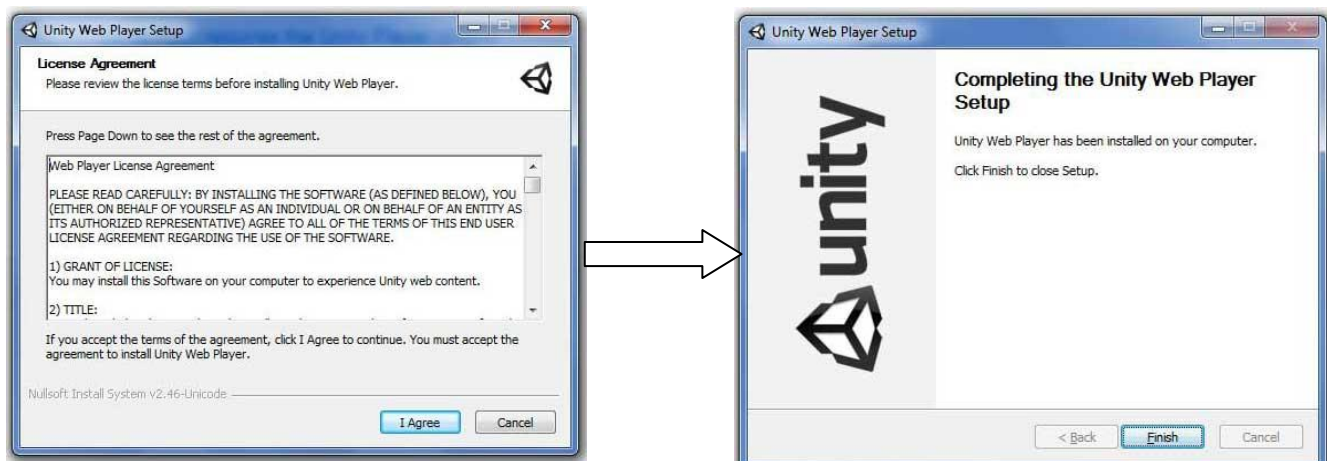 Unity Web Player Setup
License Agreement
Please review the license terms before installing Unity Web Player.
Press Page Down to see the rest of the agreement.
Web Player License Agreement
PLEASE READ CAREFULLY: BY INSTALLING THE SOFTWARE (AS DEFINED BELOW), YOU
(EITHER ON BEHALF OF YOURSELF AS AN INDIVIDUAL OR ON BEHALF OF AN ENTITY AS
ITS AUTHORIZED REPRESENTATIVE) AGREE TO ALL OF THE TERMS OF THIS END USER
LICENSE AGREEMENT REGARDING THE USE OF THE SOFTWARE.
1) GRANT OF LICENSE:
You may install this Software on your computer to experience Unity web content.
2) TITLE:
If you accept the terms of the agreement, click I Agree to continue. You must accept the
agreement to install Unity Web Player.
Nullsoft Install System v2.46-Unicode
I Agree
Cancel
Unity Web Player Setup
unity
Completing the Unity Web Player
Setup
Unity Web Player has been installed on your computer.
Click Finish to close Setup.
< Back
Finish
Cancel